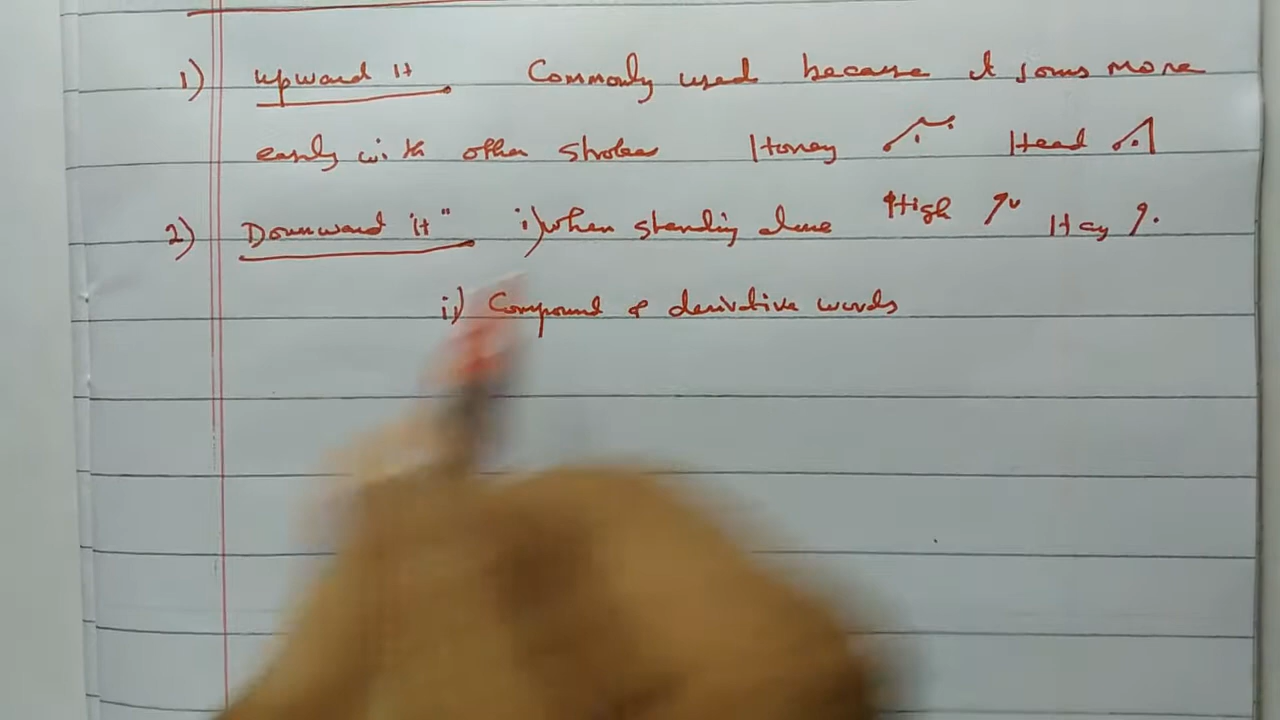 1) Upward H Commonly used because it joins more
easily with other strokes Honey Head
2) Downward "H" i) when standing alone High Hay
ii) Compound & derivative words